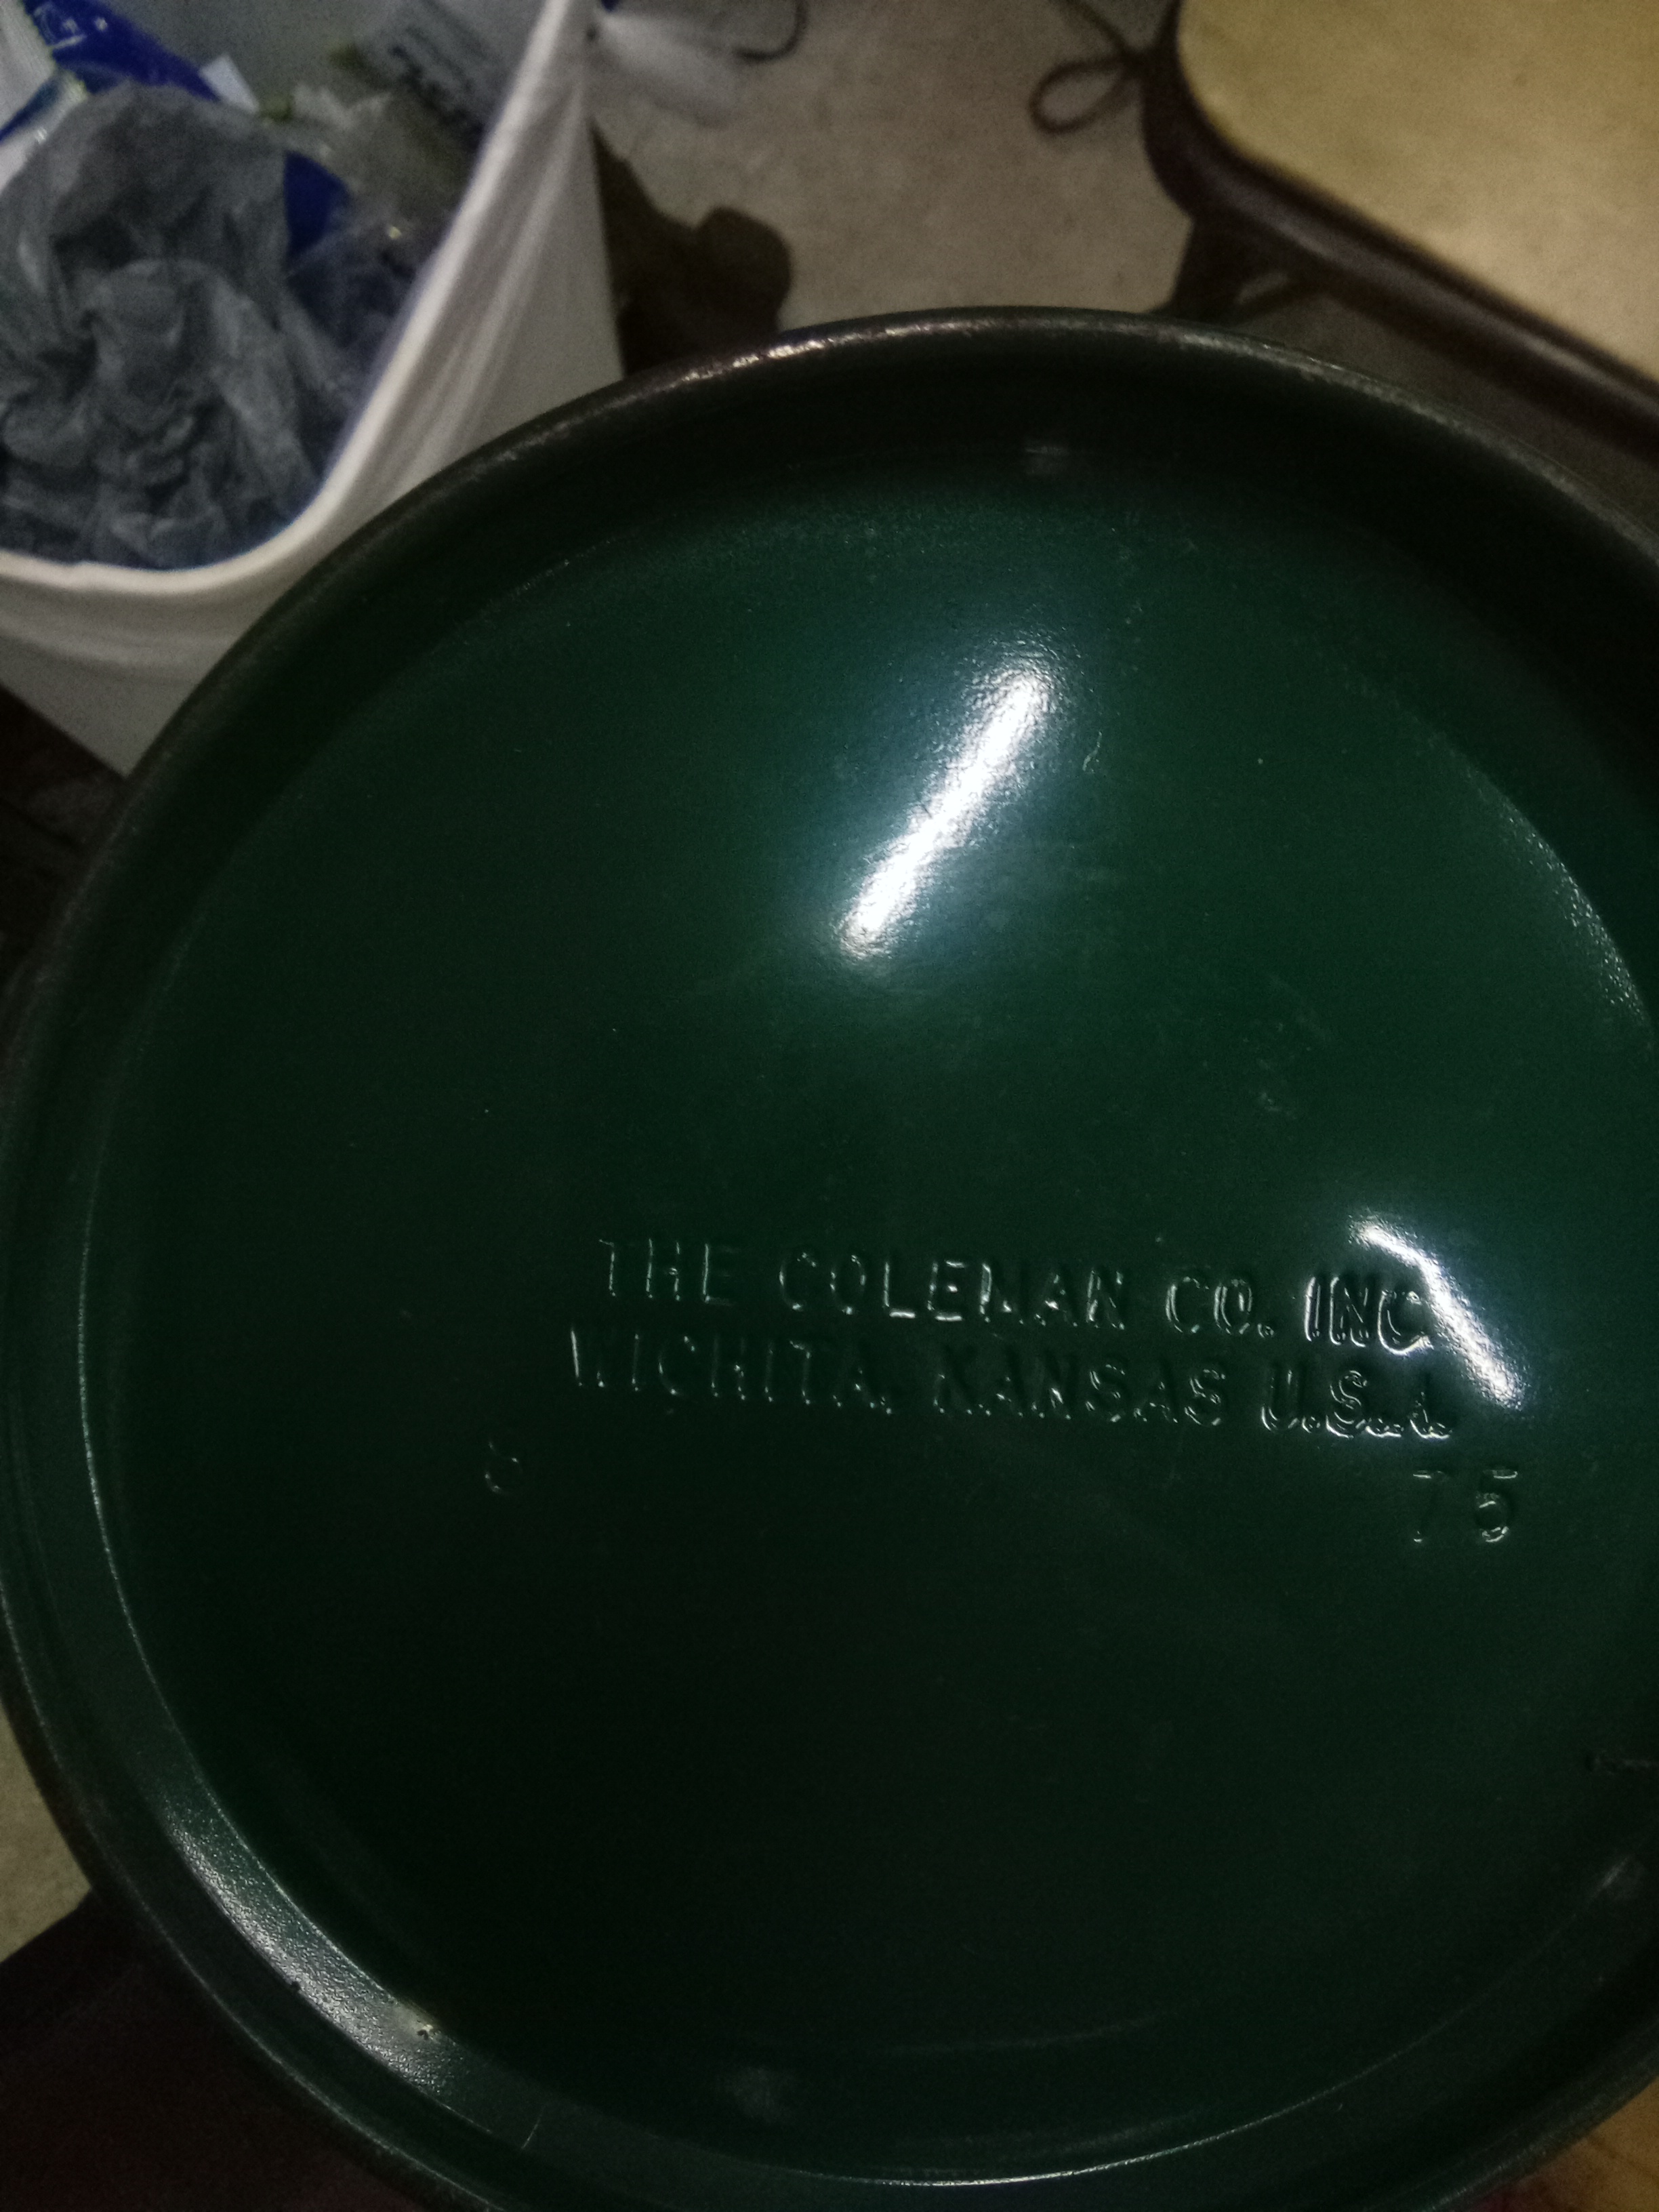 THE COLEMAN CO. INC.
WICHITA, KANSAS U.S.A.
75